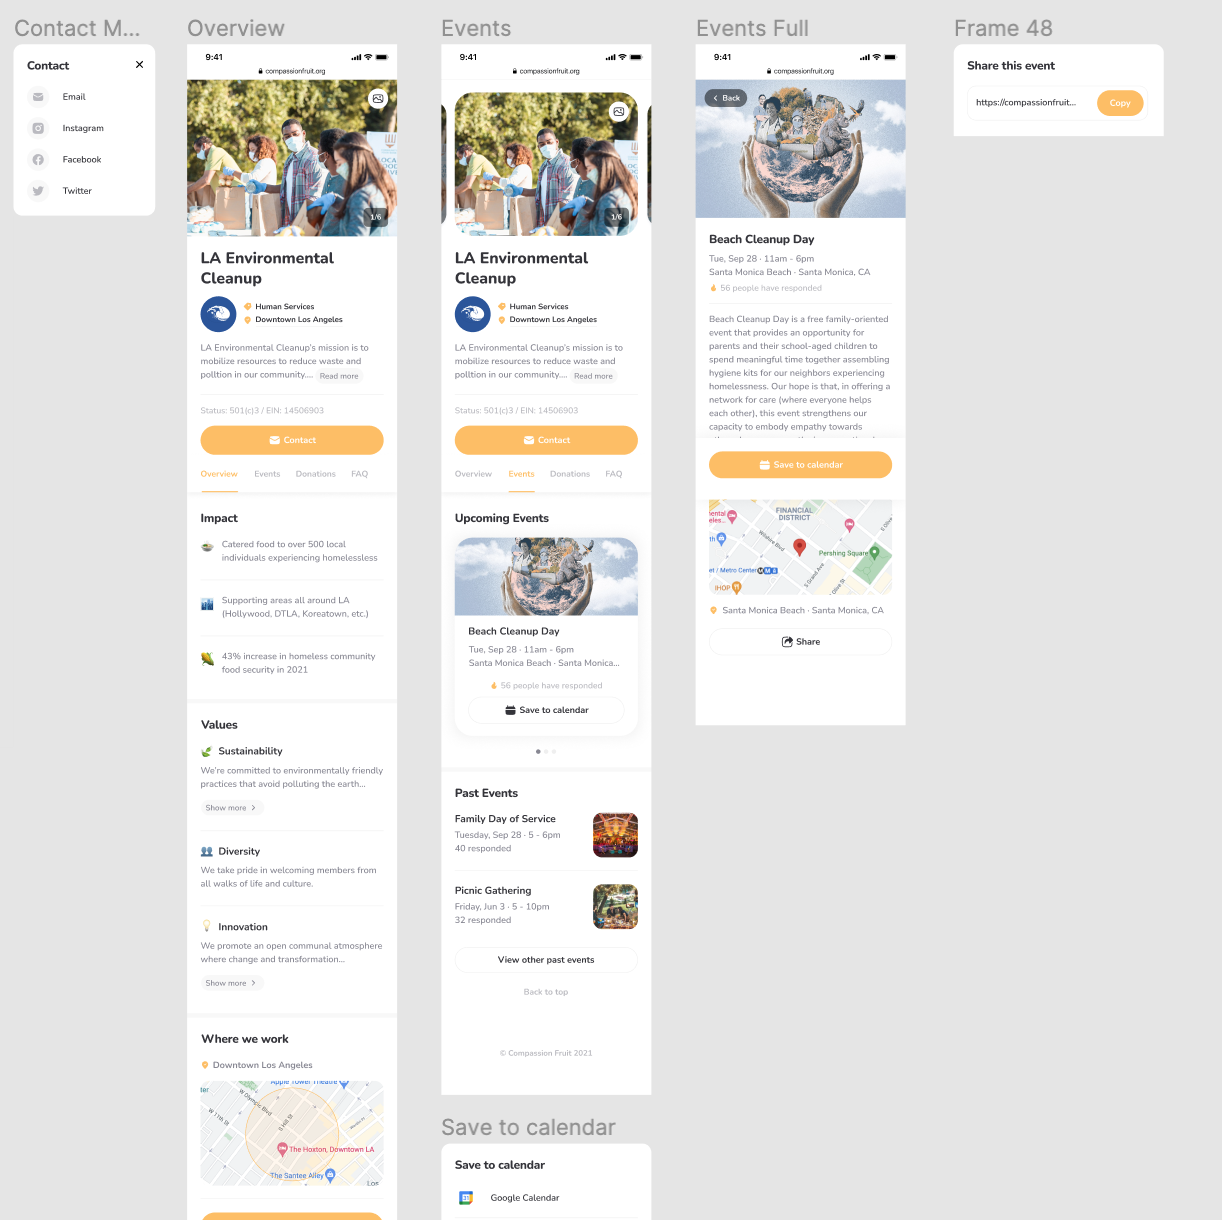 Contact M...
Contact
Email
Instagram
Facebook
Twitter
Overview
9:41
compassionfruit.org
1/6
LA Environmental
Cleanup
Human Services
Downtown Los Angeles
LA Environmental Cleanup's mission is to
mobilize resources to reduce waste and
polltion in our community.... Read more
Status: 501(c)3 / EIN: 14506903
Contact
Overview Events Donations FAQ
Impact
Catered food to over 500 local
individuals experiencing homelessless
Supporting areas all around LA
(Hollywood, DTLA, Koreatown, etc.)
43% increase in homeless community
food security in 2021
Values
Sustainability
We're committed to environmentally friendly
practices that avoid polluting the earth...
Show more
Diversity
We take pride in welcoming members from
all walks of life and culture.
Innovation
We promote an open communal atmosphere
where change and transformation...
Show more
Where we work
Downtown Los Angeles
Apple Tower Theatre
W Olympic Blvd
W 11th St
S Hill St
The Hoxton, Downtown LA
The Santee Alley
Los
Events
9:41
compassionfruit.org
1/6
LA Environmental
Cleanup
Human Services
Downtown Los Angeles
LA Environmental Cleanup's mission is to
mobilize resources to reduce waste and
polltion in our community.... Read more
Status: 501(c)3 / EIN: 14506903
Contact
Overview Events Donations FAQ
Upcoming Events
Beach Cleanup Day
Tue, Sep 28 · 11am - 6pm
Santa Monica Beach · Santa Monica...
56 people have responded
Save to calendar
Past Events
Family Day of Service
Tuesday, Sep 28 · 5 - 6pm
40 responded
Picnic Gathering
Friday, Jun 3 · 5 - 10pm
32 responded
View other past events
Back to top
© Compassion Fruit 2021
Save to calendar
Save to calendar
Google Calendar
Events Full
9:41
compassionfruit.org
Back
Beach Cleanup Day
Tue, Sep 28 · 11am - 6pm
Santa Monica Beach · Santa Monica, CA
56 people have responded
Beach Cleanup Day is a free family-oriented
event that provides an opportunity for
parents and their school-aged children to
spend meaningful time together assembling
hygiene kits for our neighbors experiencing
homelessness. Our hope is that, in offering a
network for care (where everyone helps
each other), this event strengthens our
capacity to embody empathy towards
Save to calendar
FINANCIAL
DISTRICT
Wilshire Blvd
S Olive
Pershing Square
et / Metro Center
S Grand Ave
Olive St
IHOP
Santa Monica Beach · Santa Monica, CA
Share
Frame 48
Share this event
https://compassionfruit...
Copy